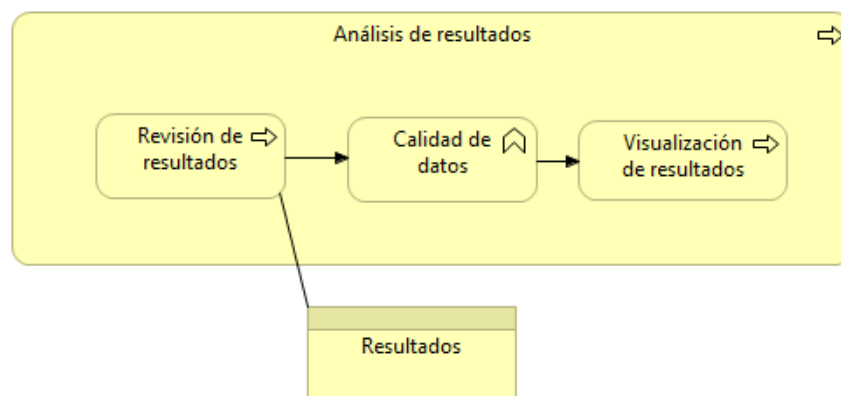 Análisis de resultados
Revisión de
resultados
Calidad de
datos
Visualización
de resultados
Resultados